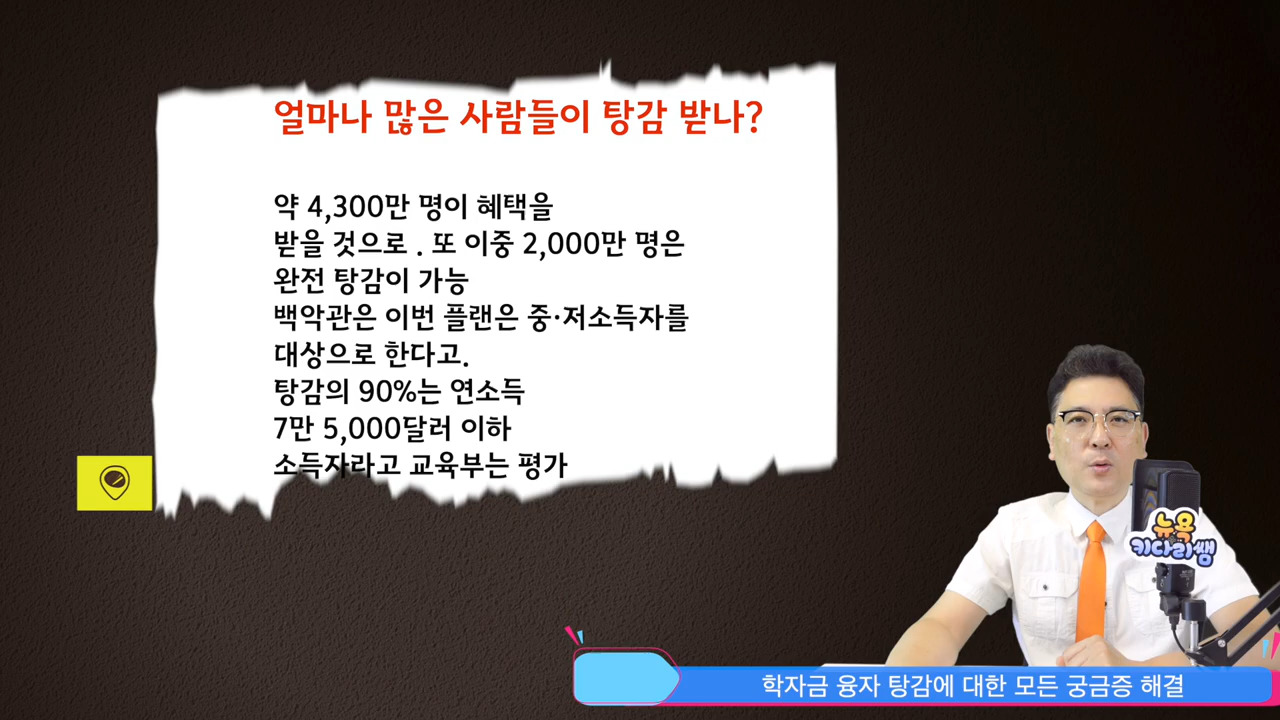 얼마나 많은 사람들이 탕감 받나?
약 4,300만 명이 혜택을
받을 것으로 . 또 이중 2,000만 명은
완전 탕감이 가능
백악관은 이번 플랜은 중·저소득자를
대상으로 한다고.
탕감의 90%는 연소득
7만 5,000달러 이하
소득자라고 교육부는 평가
뉴욕
키다리쌤
학자금 융자 탕감에 대한 모든 궁금증 해결